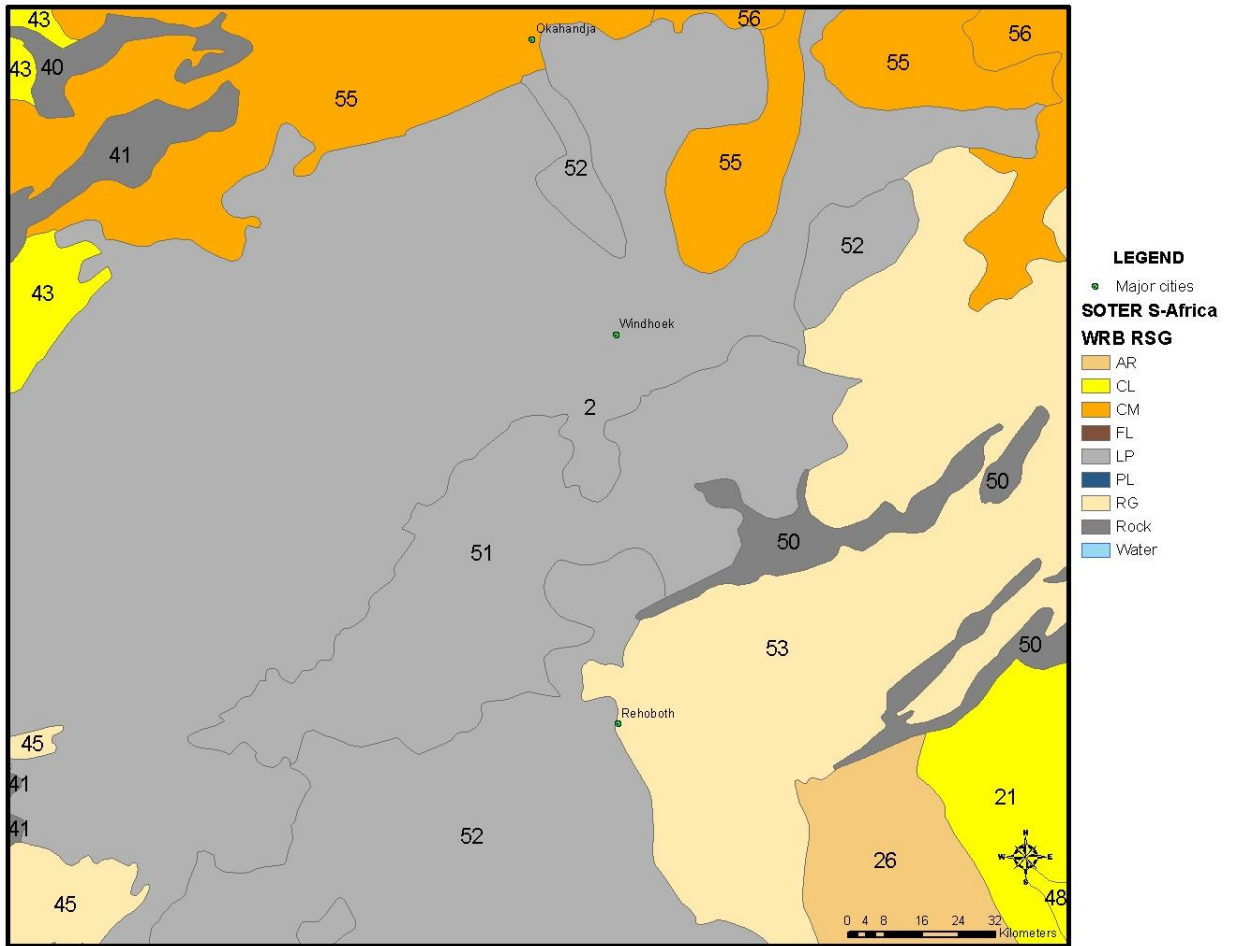 43
56
Okahandja
56
43
40
55
55
41
55
52
52
43
Windhoek
2
50
51
50
53
50
Rehoboth
45
41
21
41
52
26
45
48
N
W E
S
0 4 8 16 24 32
Kilometers
LEGEND
Major cities
SOTER S-Africa
WRB RSG
AR
CL
CM
FL
LP
PL
RG
Rock
Water